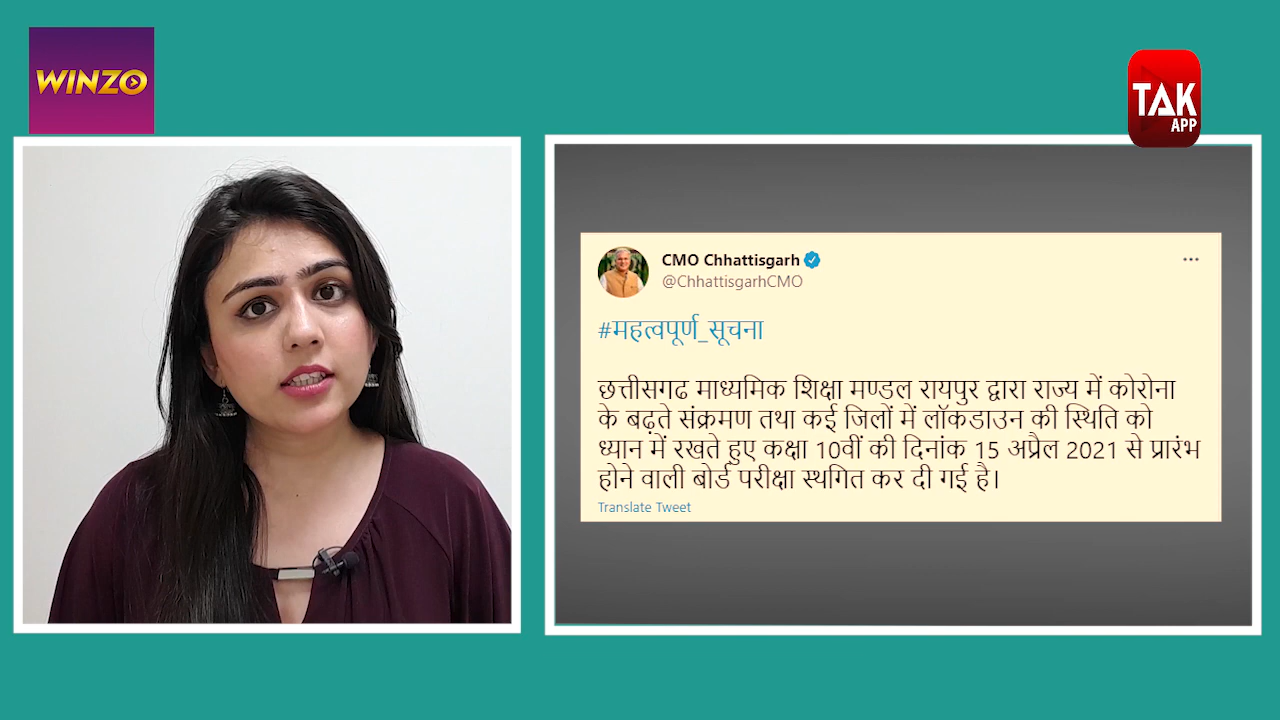 WINZO
TAK
APP
CMO Chhattisgarh
@ChhattisgarhCMO
#महत्वपूर्ण_सूचना
छत्तीसगढ माध्यमिक शिक्षा मण्डल रायपुर द्वारा राज्य में कोरोना
के बढ़ते संक्रमण तथा कई जिलों में लॉकडाउन की स्थिति को
ध्यान में रखते हुए कक्षा 10वीं की दिनांक 15 अप्रैल 2021 से प्रारंभ
होने वाली बोर्ड परीक्षा स्थगित कर दी गई है।
Translate Tweet